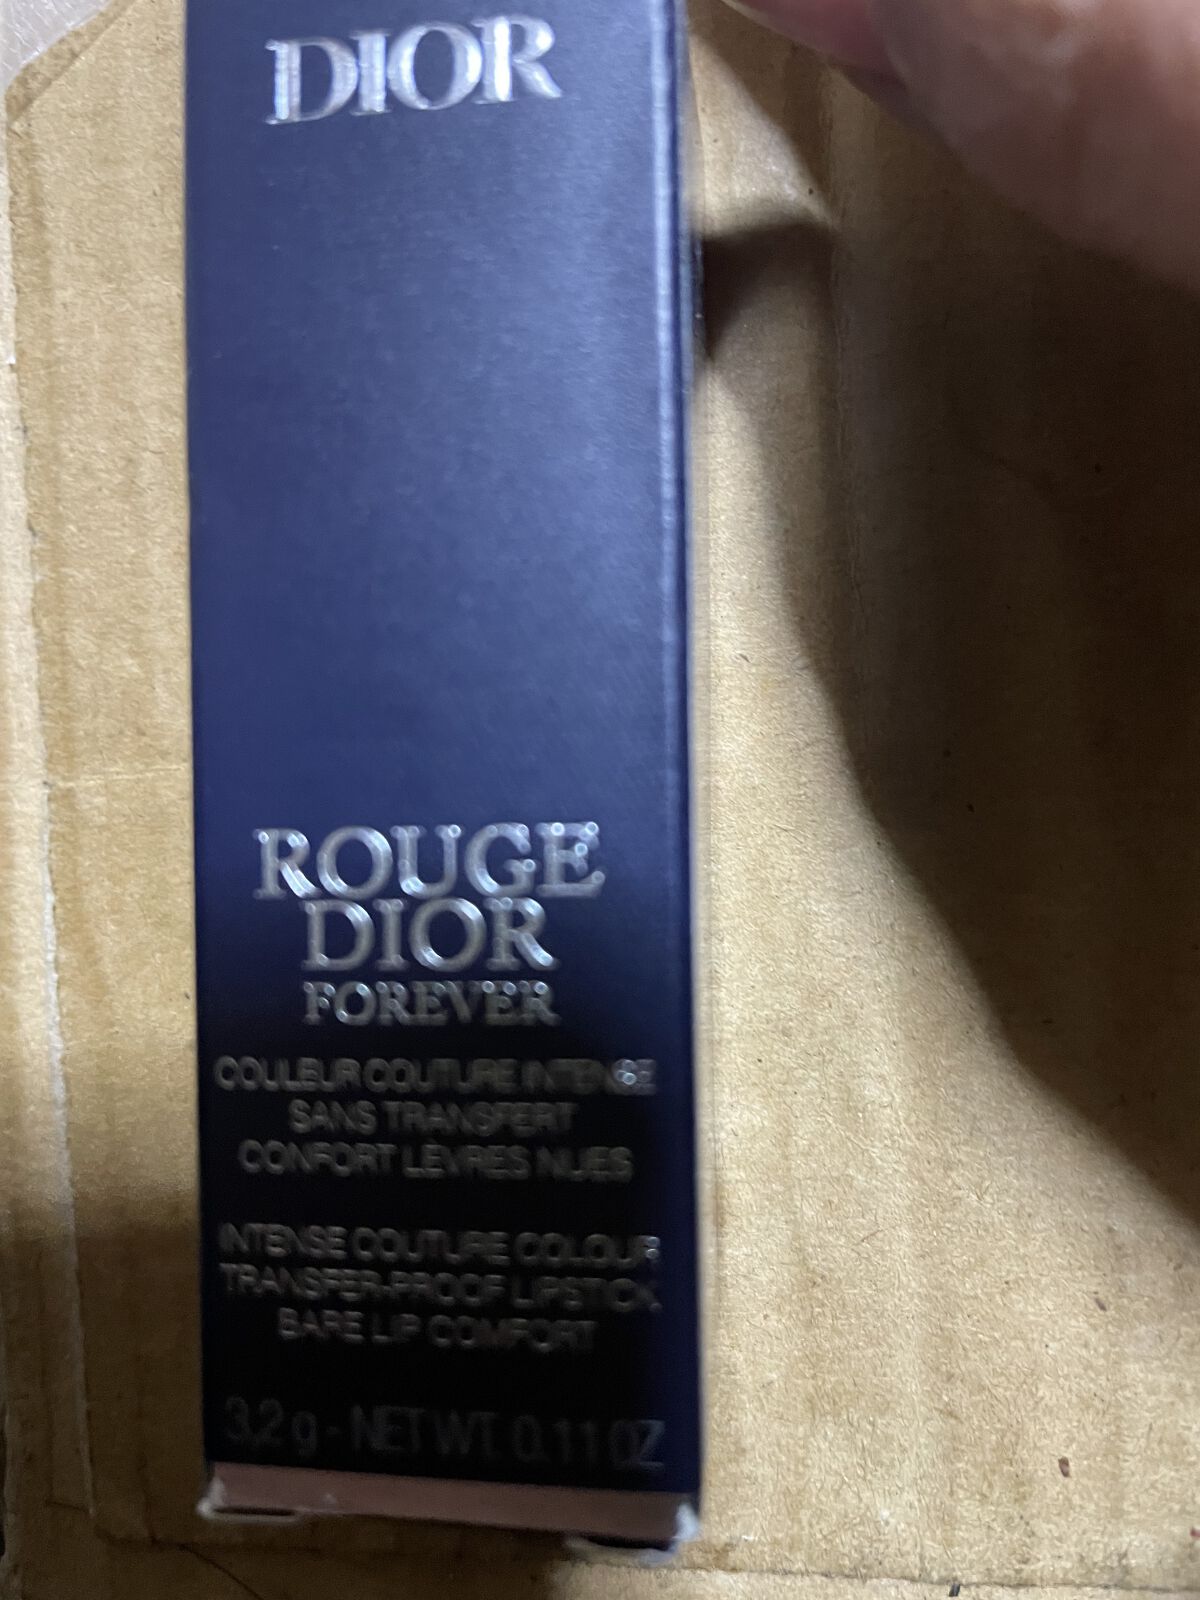 DIOR
ROUGE
DIOR
FOREVER
COULEUR COUTURE INTENSE
SANS TRANSFERT
CONFORT LÈVRES NUES
INTENSE COUTURE COLOUR
TRANSFER-PROOF LIPSTICK
BARE LIP COMFORT
3,2 g - NET WT. 0.11 OZ